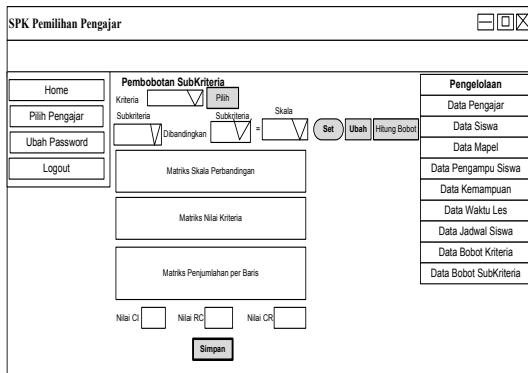 SPK Pemilihan Pengajar
Home
Pilih Pengajar
Ubah Password
Logout
Pembobotan SubKriteria
Kriteria
Pilih
Subkriteria
Dibandingkan
Subkriteria
=
Skala
Set
Ubah
Hitung Bobot
Matriks Skala Perbandingan
Matriks Nilai Kriteria
Matriks Penjumlahan per Baris
Nilai CI
Nilai RC
Nilai CR
Simpan
Pengelolaan
Data Pengajar
Data Siswa
Data Mapel
Data Pengampu Siswa
Data Kemampuan
Data Waktu Les
Data Jadwal Siswa
Data Bobot Kriteria
Data Bobot SubKriteria